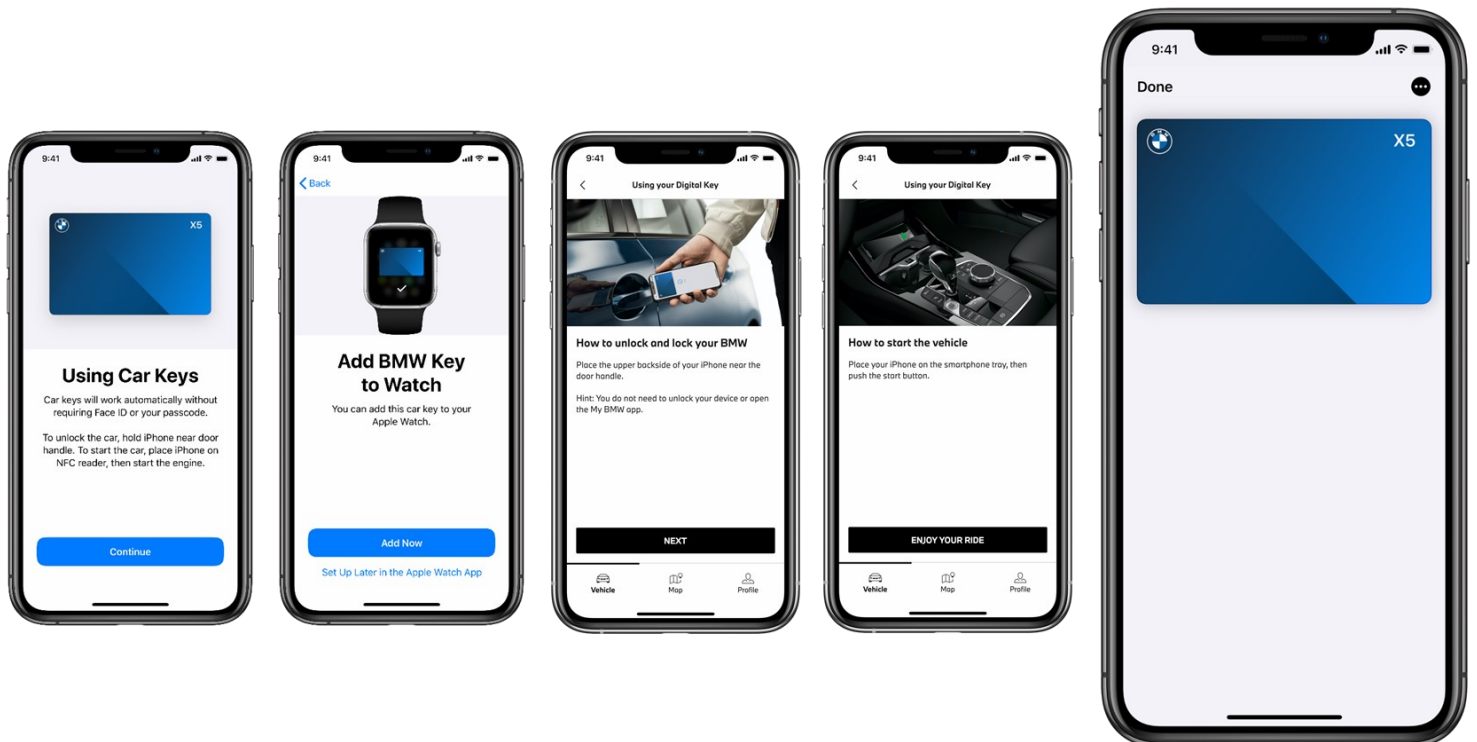 9:41
X5
Using Car Keys
Car keys will work automatically without
requiring Face ID or your passcode.
To unlock the car, hold iPhone near door
handle. To start the car, place iPhone on
NFC reader, then start the engine.
Continue
9:41
Back
Add BMW Key
to Watch
You can add this car key to your
Apple Watch.
Add Now
Set Up Later in the Apple Watch App
9:41
Using your Digital Key
How to unlock and lock your BMW
Place the upper backside of your iPhone near the
door handle.
Hint: You do not need to unlock your device or open
the My BMW app.
NEXT
Vehicle
Map
Profile
9:41
Using your Digital Key
How to start the vehicle
Place your iPhone on the smartphone tray, then
push the start button.
ENJOY YOUR RIDE
Vehicle
Map
Profile
9:41
Done
X5